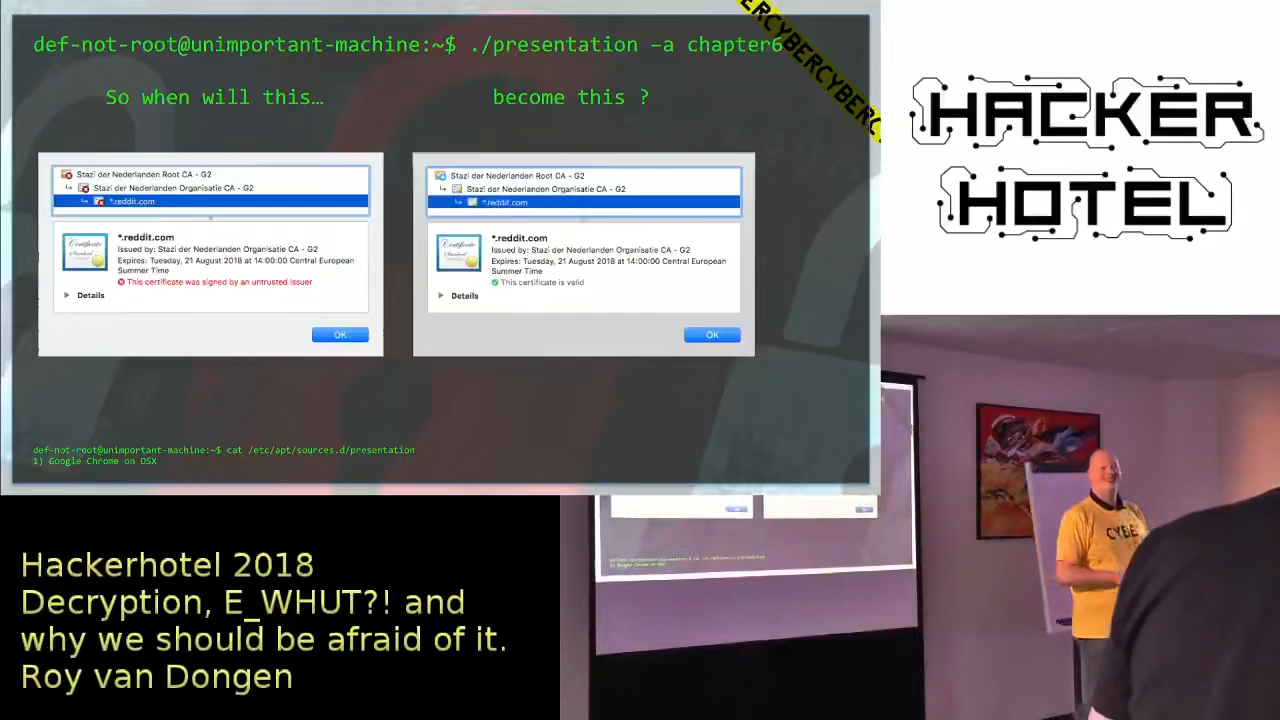 def-not-root@unimportant-machine:~$ ./presentation –a chapter6
CYBERCYBERCYBERC
So when will this…
become this ?
Stazi der Nederlanden Root CA - G2
Stazi der Nederlanden Organisatie CA - G2
*.reddit.com
*.reddit.com
Issued by: Stazi der Nederlanden Organisatie CA - G2
Expires: Tuesday, 21 August 2018 at 14:00:00 Central European
Summer Time
This certificate was signed by an untrusted issuer
Details
OK
Stazi der Nederlanden Root CA - G2
Stazi der Nederlanden Organisatie CA - G2
*.reddit.com
*.reddit.com
Issued by: Stazi der Nederlanden Organisatie CA - G2
Expires: Tuesday, 21 August 2018 at 14:00:00 Central European
Summer Time
This certificate is valid
Details
OK
def-not-root@unimportant-machine:~$ cat /etc/apt/sources.d/presentation
1) Google Chrome on OSX
HACKER
HOTEL
CYBER
Hackerhotel 2018
Decryption, E_WHUT?! and
why we should be afraid of it.
Roy van Dongen